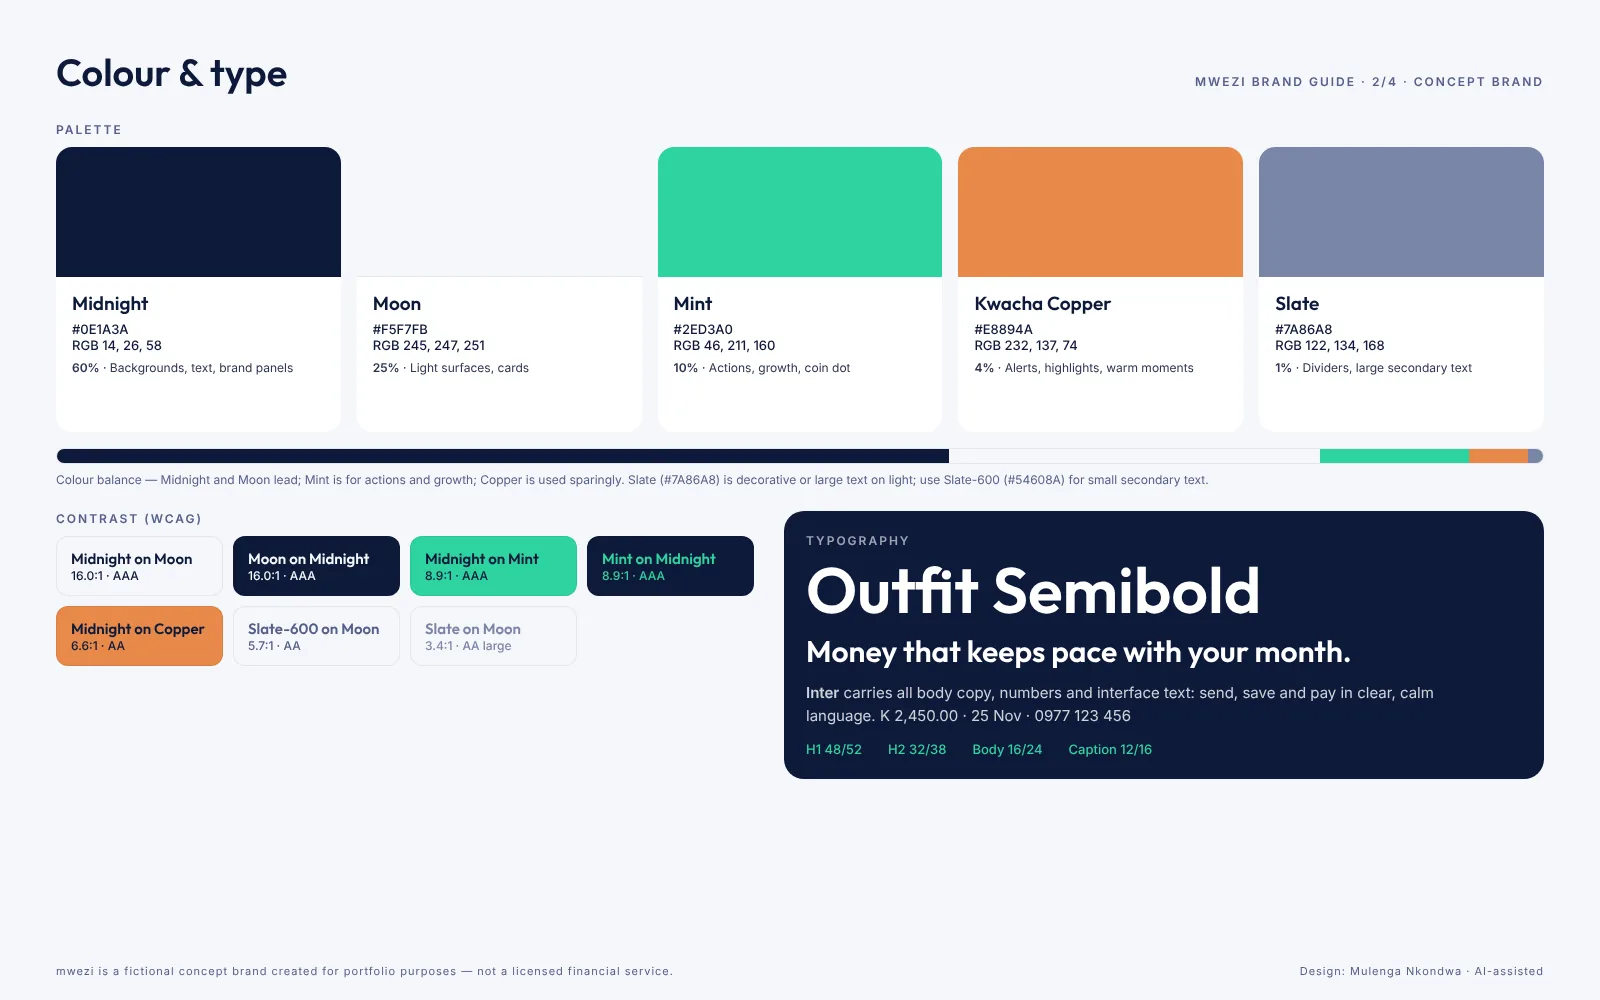 Colour & type
MWEZI BRAND GUIDE · 2/4 · CONCEPT BRAND
PALETTE
Midnight
#0E1A3A
RGB 14, 26, 58
60% · Backgrounds, text, brand panels
Moon
#F5F7FB
RGB 245, 247, 251
25% · Light surfaces, cards
Mint
#2ED3A0
RGB 46, 211, 160
10% · Actions, growth, coin dot
Kwacha Copper
#E8894A
RGB 232, 137, 74
4% · Alerts, highlights, warm moments
Slate
#7A86A8
RGB 122, 134, 168
1% · Dividers, large secondary text
Colour balance — Midnight and Moon lead; Mint is for actions and growth; Copper is used sparingly. Slate (#7A86A8) is decorative or large text on light; use Slate-600 (#54608A) for small secondary text.
CONTRAST (WCAG)
Midnight on Moon
16.0:1 · AAA
Moon on Midnight
16.0:1 · AAA
Midnight on Mint
8.9:1 · AAA
Mint on Midnight
8.9:1 · AAA
Midnight on Copper
6.6:1 · AA
Slate-600 on Moon
5.7:1 · AA
Slate on Moon
3.4:1 · AA large
TYPOGRAPHY
Outfit Semibold
Money that keeps pace with your month.
Inter carries all body copy, numbers and interface text: send, save and pay in clear, calm
language. K 2,450.00 · 25 Nov · 0977 123 456
H1 48/52 H2 32/38 Body 16/24 Caption 12/16
mwezi is a fictional concept brand created for portfolio purposes — not a licensed financial service.
Design: Mulenga Nkondwa · AI-assisted